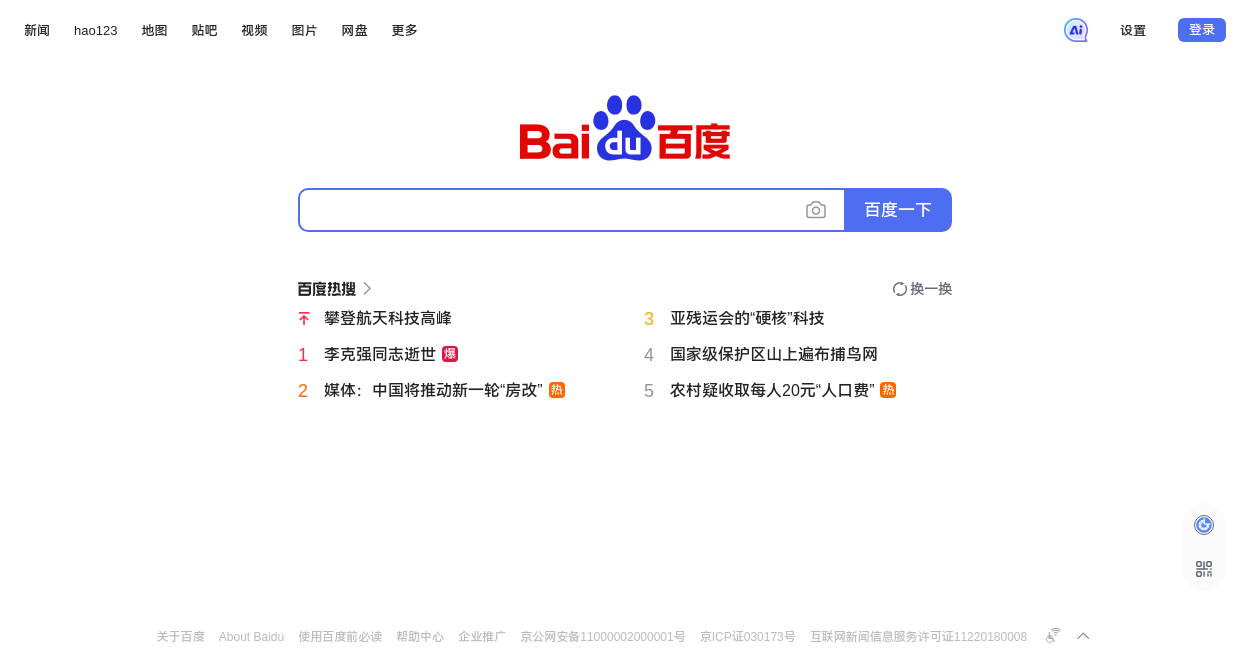 新闻 hao123 地图 贴吧 视频 图片 网盘 更多 Ai 设置 登录
Bai du 百度
百度一下
百度热搜 换一换
攀登航天科技高峰
1 李克强同志逝世 爆
2 媒体：中国将推动新一轮“房改” 热
3 亚残运会的“硬核”科技
4 国家级保护区山上遍布捕鸟网
5 农村疑收取每人20元“人口费” 热
关于百度 About Baidu 使用百度前必读 帮助中心 企业推广 京公网安备11000002000001号 京ICP证030173号 互联网新闻信息服务许可证11220180008